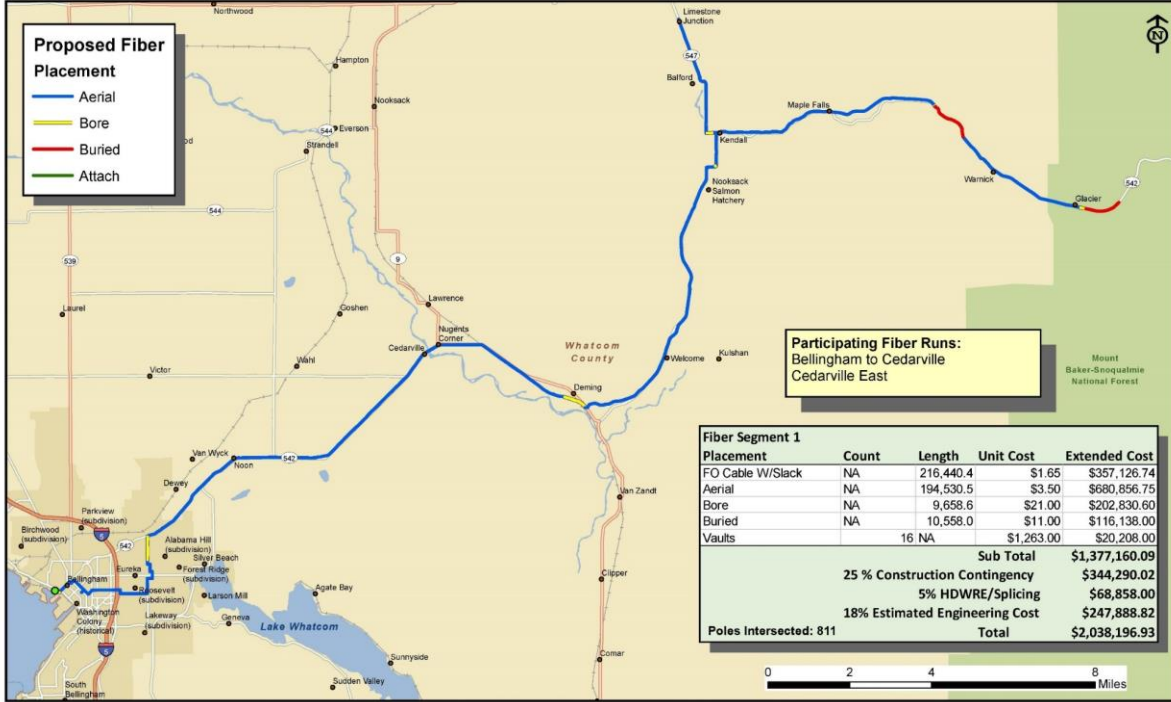 Proposed Fiber
Placement
Aerial
Bore
Buried
Attach
Northwood
Hampton
Nooksack
544
Everson
Strandell
544
539
9
Laurel
Goshen
Lawrence
Nugents
Corner
Cedarville
Wahl
Victor
Van Wyck
Noon
542
Dewey
Parkview
(subdivision)
Birchwood
(subdivision)
5
542
Alabama Hill
(subdivision)
Silver Beach
Eureka
Forest Ridge
(subdivision)
Bellingham
Roosevelt
(subdivision)
Larson Mill
Washington
Colony
(historical)
Lakeway
(subdivision)
Geneva
Agate Bay
Lake Whatcom
5
Sunnyside
South
Bellingham
Sudden Valley
Limestone
Junction
547
Balford
Maple Falls
Kendall
Nooksack
Salmon
Hatchery
Warnick
542
Glacier
N
Whatcom
County
Welcome
Kulshan
Deming
Van Zandt
Clipper
Comar
Mount
Baker-Snoqualmie
National Forest
Participating Fiber Runs:
Bellingham to Cedarville
Cedarville East
Fiber Segment 1
Placement Count Length Unit Cost Extended Cost
FO Cable W/Slack NA 216,440.4 $1.65 $357,126.74
Aerial NA 194,530.5 $3.50 $680,856.75
Bore NA 9,658.6 $21.00 $202,830.60
Buried NA 10,558.0 $11.00 $116,138.00
Vaults 16 NA $1,263.00 $20,208.00
Sub Total $1,377,160.09
25 % Construction Contingency $344,290.02
5% HDWRE/Splicing $68,858.00
18% Estimated Engineering Cost $247,888.82
Poles Intersected: 811 Total $2,038,196.93
0 2 4 8
Miles